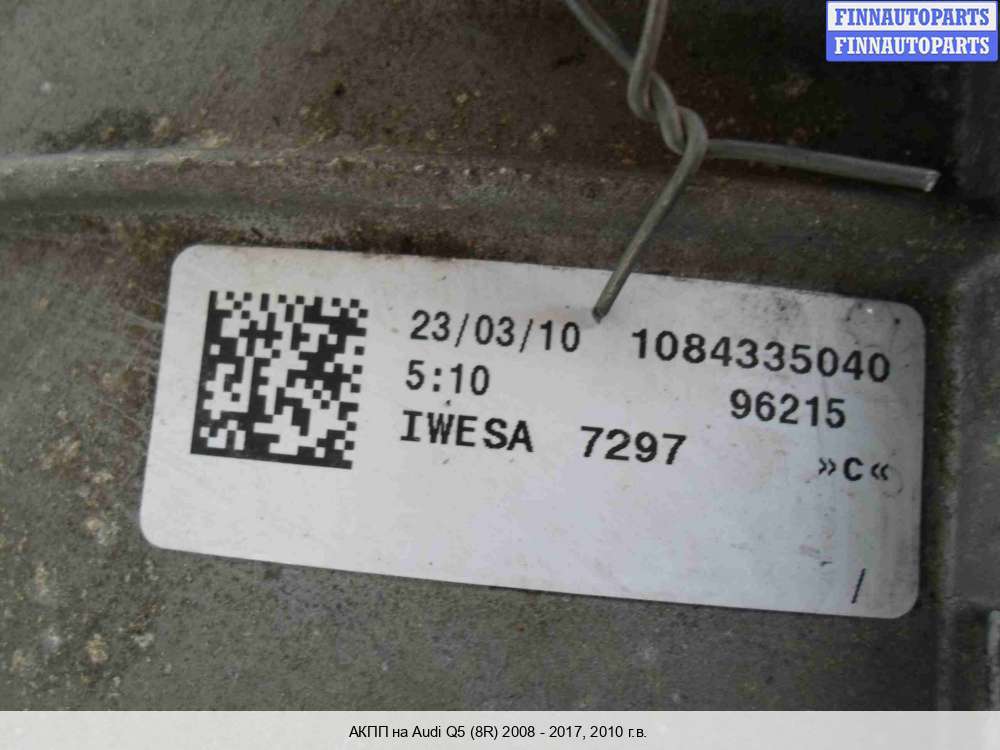 FINNAUTOPARTS
FINNAUTOPARTS
23/03/10 1084335040
5:10 96215
IWESA 7297 »C«
/
АКПП на Audi Q5 (8R) 2008 - 2017, 2010 г.в.